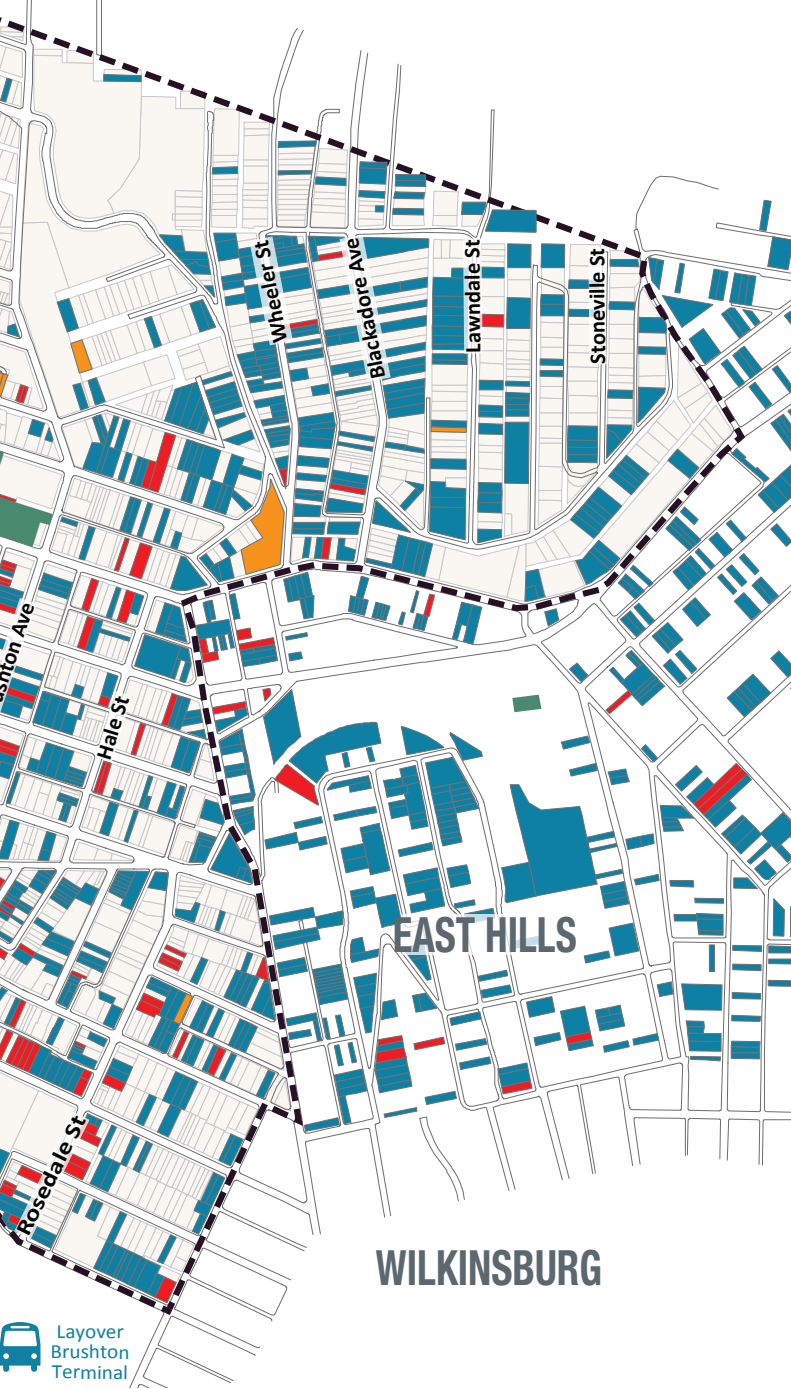 Wheeler St
Blackadore Ave
Lawndale St
Stoneville St
Hale St
EAST HILLS
Rosedale St
WILKINSBURG
Layover
Brushton
Terminal